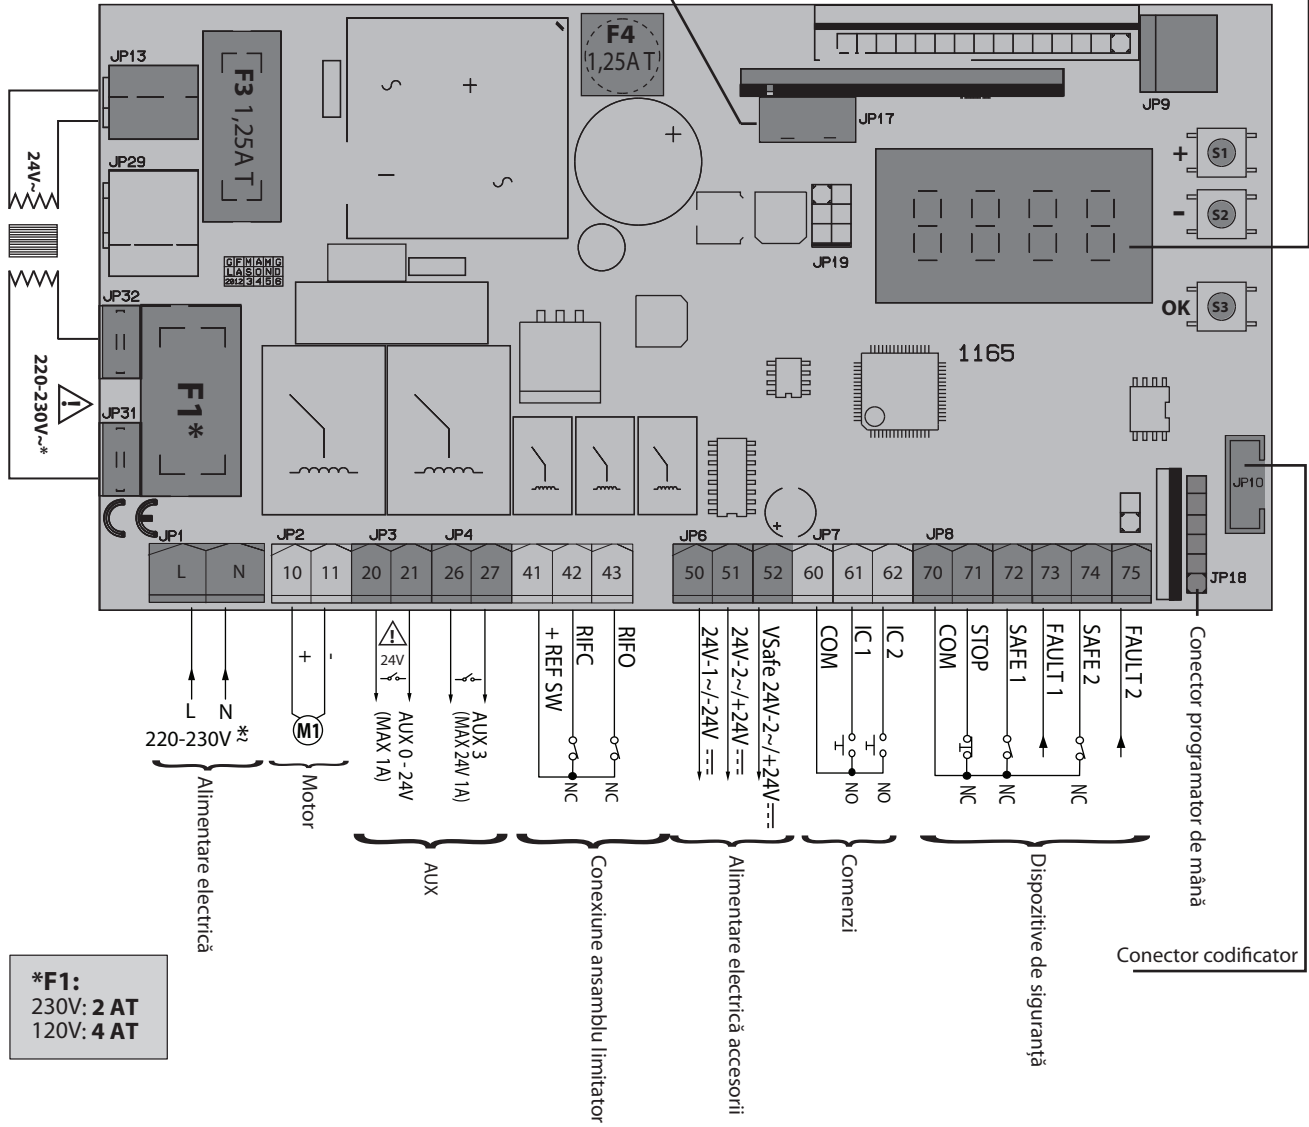 JP13
F3 1,25A T
F4
1,25A T
JP17
JP9
+ S1
- S2
OK S3
24V~
JP29
JP19
GFMAMG
LASOND
20123456
JP32
F1*
JP31
220-230V~*
1165
JP10
CE
JP1
JP2
JP3
JP4
JP6
JP7
JP8
JP18
L N
10 11
20 21
26 27
41 42 43
50 51 52
60 61 62
70 71 72 73 74 75
L N
220-230V ~*
+ -
M1
24V
AUX 0 - 24V
(MAX 1A)
AUX 3
(MAX 24V 1A)
+ REF SW
RIFC
RIFO
NC
NC
24V-1~/-24V
24V-2~/+24V
VSafe 24V-2~/+24V
COM
IC 1
IC 2
NO
NO
COM
STOP
SAFE 1
FAULT 1
SAFE 2
FAULT 2
NC
NC
NC
Alimentare electrică
Motor
AUX
Conexiune ansamblu limitator
Alimentare electrică accesorii
Comenzi
Dispozitive de siguranță
Conector programator de mână
Conector codificator
*F1:
230V: 2 AT
120V: 4 AT